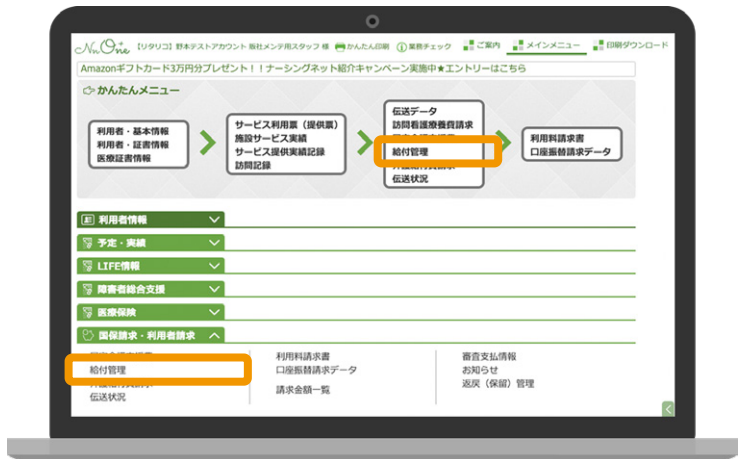 NnOne 【リタリコ】野本テストアカウント 販社メンテ用スタッフ 様 かんたん印刷 業務チェック ご案内 メインメニュー 印刷ダウンロード
Amazonギフトカード3万円分プレゼント！！ナーシングネット紹介キャンペーン実施中★エントリーはこちら
かんたんメニュー
利用者・基本情報
利用者・証書情報
医療証書情報
サービス利用票（提供票）
施設サービス実績
サービス提供実績記録
訪問記録
伝送データ
訪問看護療養費請求
給付管理
伝送状況
利用料請求書
口座振替請求データ
利用者情報
予定・実績
LIFE情報
障害者総合支援
医療保険
国保請求・利用者請求
給付管理
伝送状況
利用料請求書
口座振替請求データ
請求金額一覧
審査支払情報
お知らせ
返戻（保留）管理